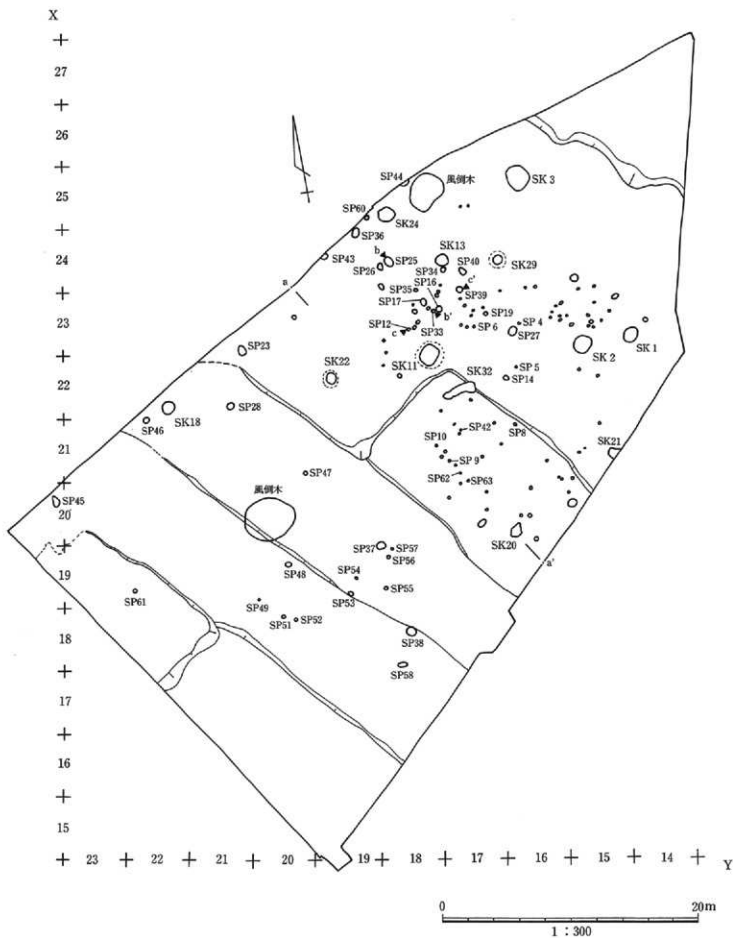 X
27
26
25
24
23
22
21
20
19
18
17
16
15
SP44
風倒木
SK 3
SP60
SK24
SP36
b
SP25
SK13
SP40
SK29
SP43
SP26
SP34
c'
SP16
SP35
SP39
a
SP17
SP19
SP 4
b'
SP12
c
SP33
SP 6
SP27
SK 2
SK 1
SP23
SK11
SP 5
SK22
SK32
SP14
SK18
SP28
SP46
SP42
SP8
SP10
SK21
SP 9
SP47
SP62
SP63
風倒木
SP45
SK20
SP37
SP57
SP56
a'
SP48
SP54
SP55
SP61
SP49
SP53
SP51
SP52
SP38
SP58
23 22 21 20 19 18 17 16 15 14
Y
0 20m
1 : 300